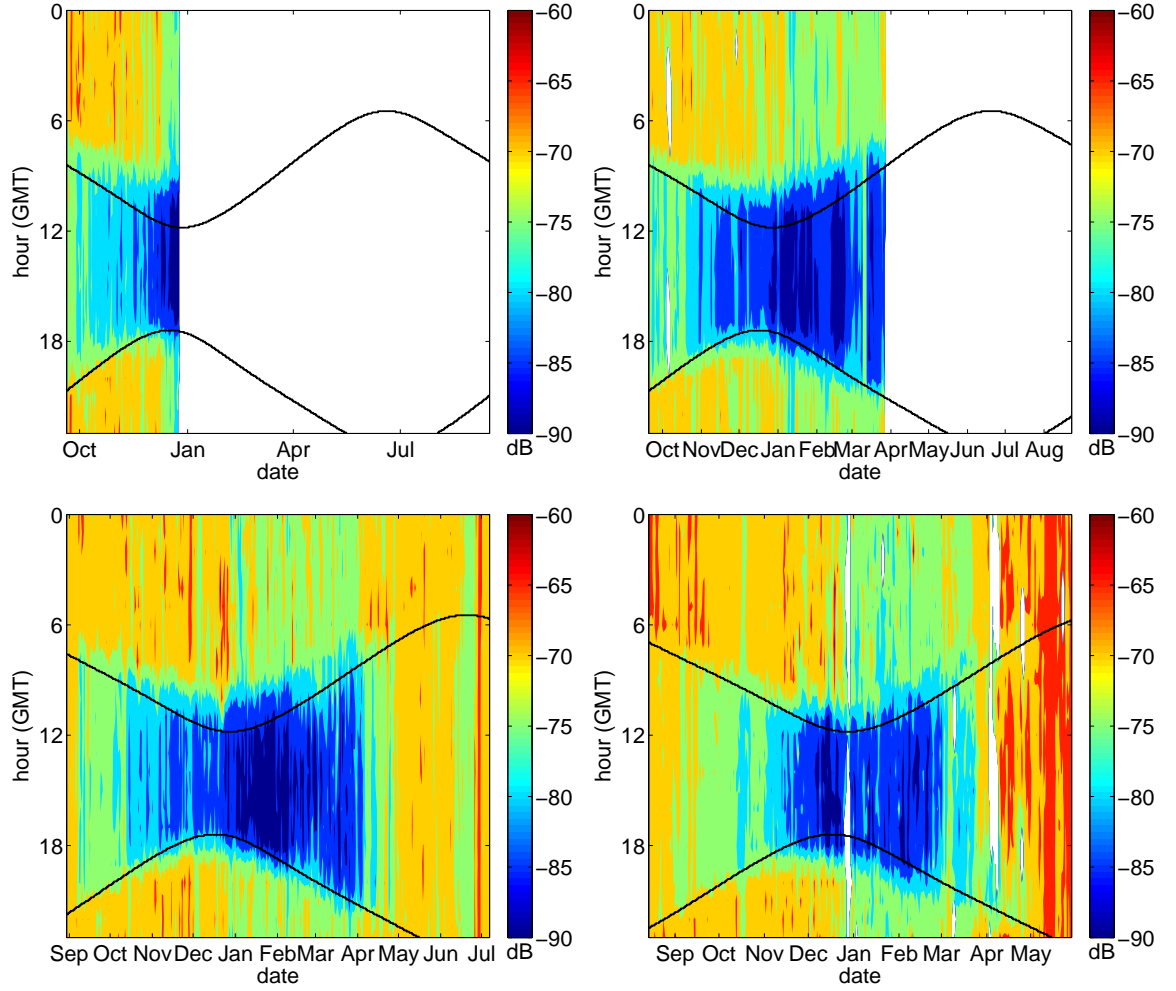 0
6
12
18
hour (GMT)
Oct Jan Apr Jul
date
−60
−65
−70
−75
−80
−85
−90
dB
0
6
12
18
hour (GMT)
Oct Nov Dec Jan Feb Mar Apr May Jun Jul Aug
date
−60
−65
−70
−75
−80
−85
−90
dB
0
6
12
18
hour (GMT)
Sep Oct Nov Dec Jan Feb Mar Apr May Jun Jul
date
−60
−65
−70
−75
−80
−85
−90
dB
0
6
12
18
hour (GMT)
Sep Oct Nov Dec Jan Feb Mar Apr May
date
−60
−65
−70
−75
−80
−85
−90
dB